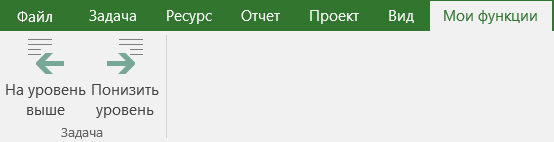 Файл Задача Ресурс Отчет Проект Вид Мои функции
На уровень выше
Понизить уровень
Задача